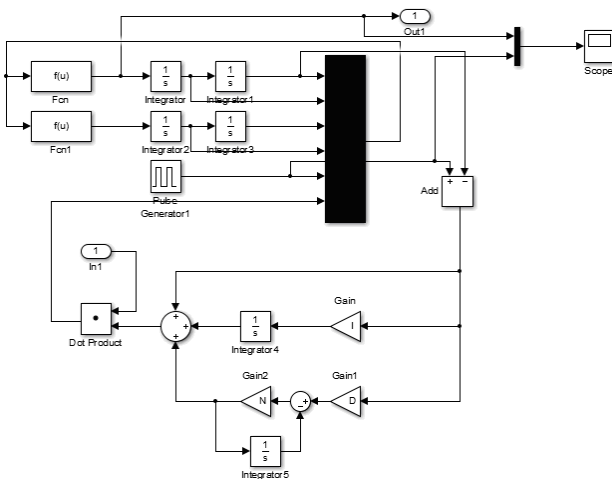 1
Out1
f(u)
Fcn
1
s
Integrator
1
s
Integrator1
Scope
f(u)
Fcn1
1
s
Integrator2
1
s
Integrator3
Pulse
Generator1
Add
+
−
1
In1
Dot Product
+
+
+
1
s
Integrator4
Gain
I
Gain2
N
−
+
Gain1
D
1
s
Integrator5